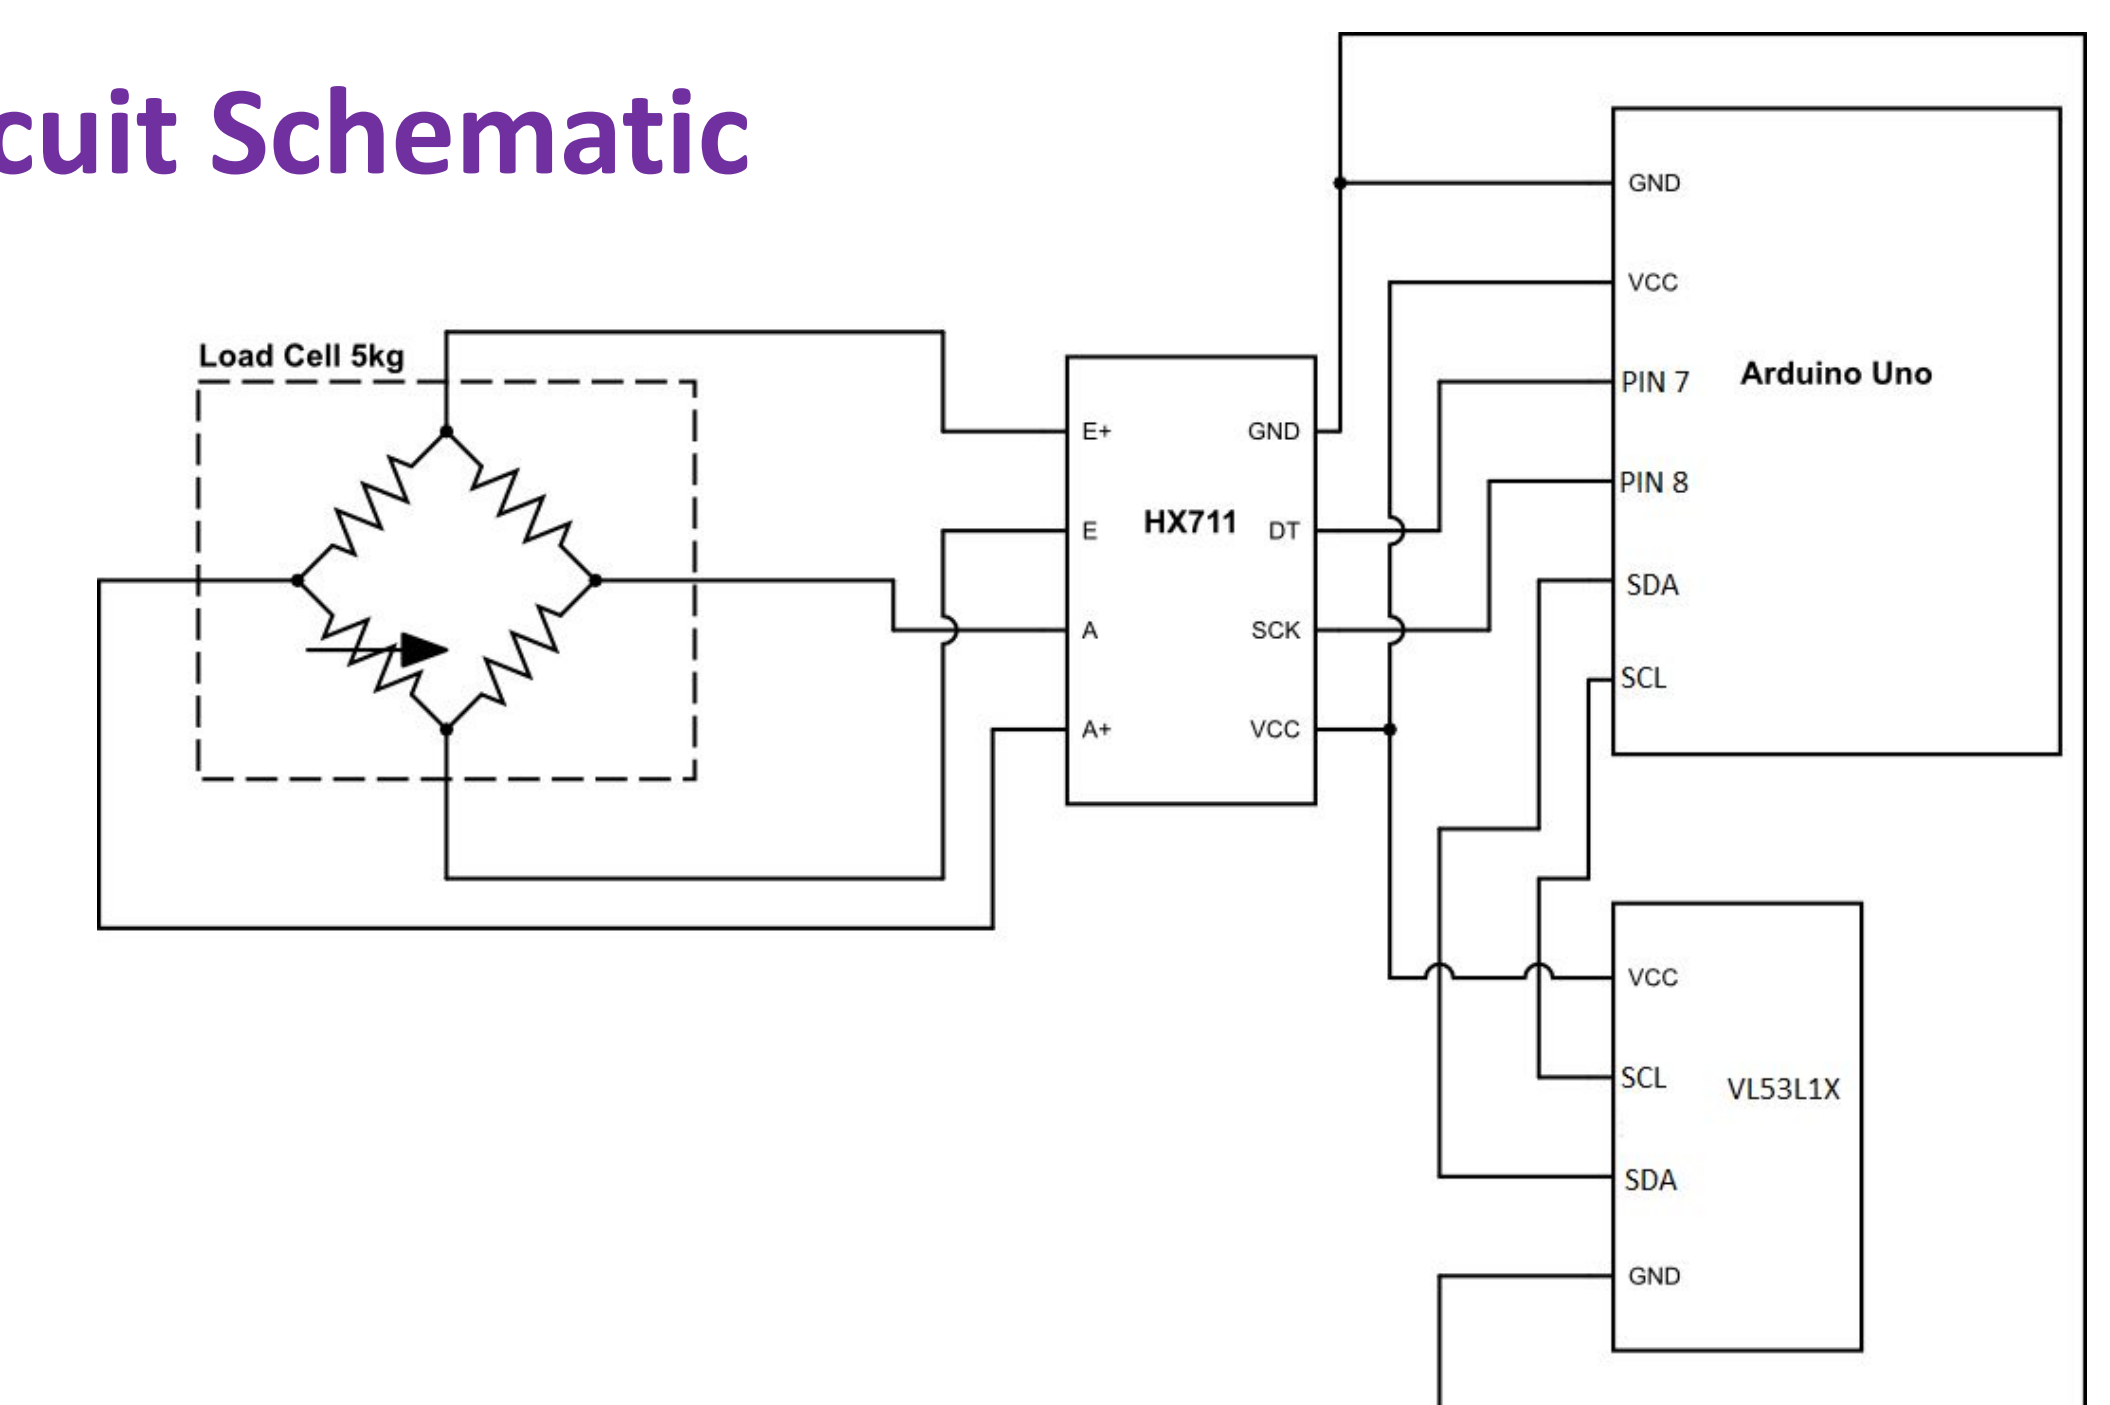 cuit Schematic
Load Cell 5kg
E+
E
A
A+
HX711
GND
DT
SCK
VCC
GND
VCC
PIN 7
PIN 8
SDA
SCL
Arduino Uno
VCC
SCL
SDA
GND
VL53L1X